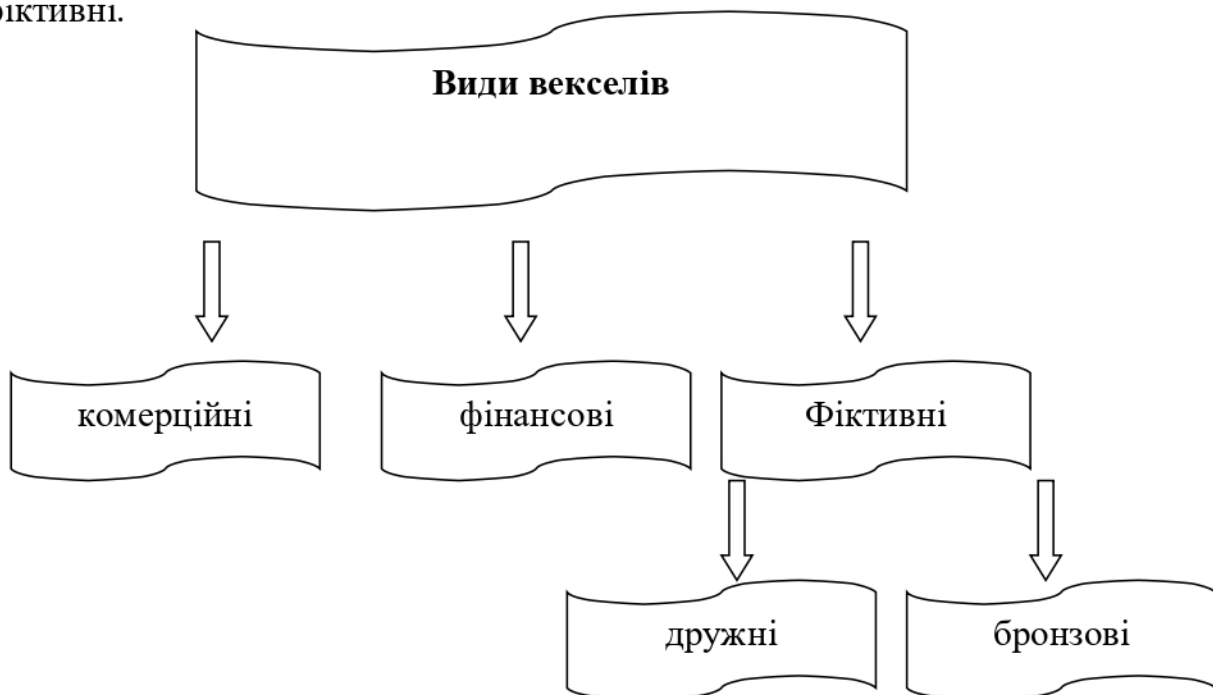 фіктивні.
Види векселів
комерційні
фінансові
Фіктивні
дружні
бронзові